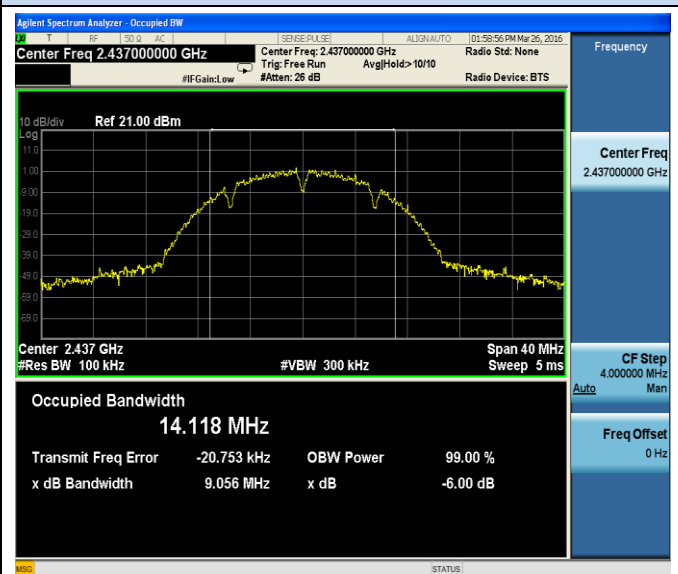 Agilent Spectrum Analyzer - Occupied BW
T RF 50 Ω AC SENSE:PULSE ALIGN AUTO 01:58:56 PM Mar 26, 2016
Center Freq 2.437000000 GHz Center Freq: 2.437000000 GHz Radio Std: None Frequency
Trig: Free Run Avg|Hold:> 10/10
#IFGain:Low #Atten: 26 dB Radio Device: BTS
10 dB/div Ref 21.00 dBm
Log
11.0
1.00
-9.00
-19.0
-29.0
-39.0
-49.0
-59.0
-69.0
Center Freq
2.437000000 GHz
Center 2.437 GHz Span 40 MHz
#Res BW 100 kHz #VBW 300 kHz Sweep 5 ms
CF Step
4.000000 MHz
Auto Man
Occupied Bandwidth
14.118 MHz
Transmit Freq Error -20.753 kHz OBW Power 99.00 %
x dB Bandwidth 9.056 MHz x dB -6.00 dB
Freq Offset
0 Hz
MSG STATUS